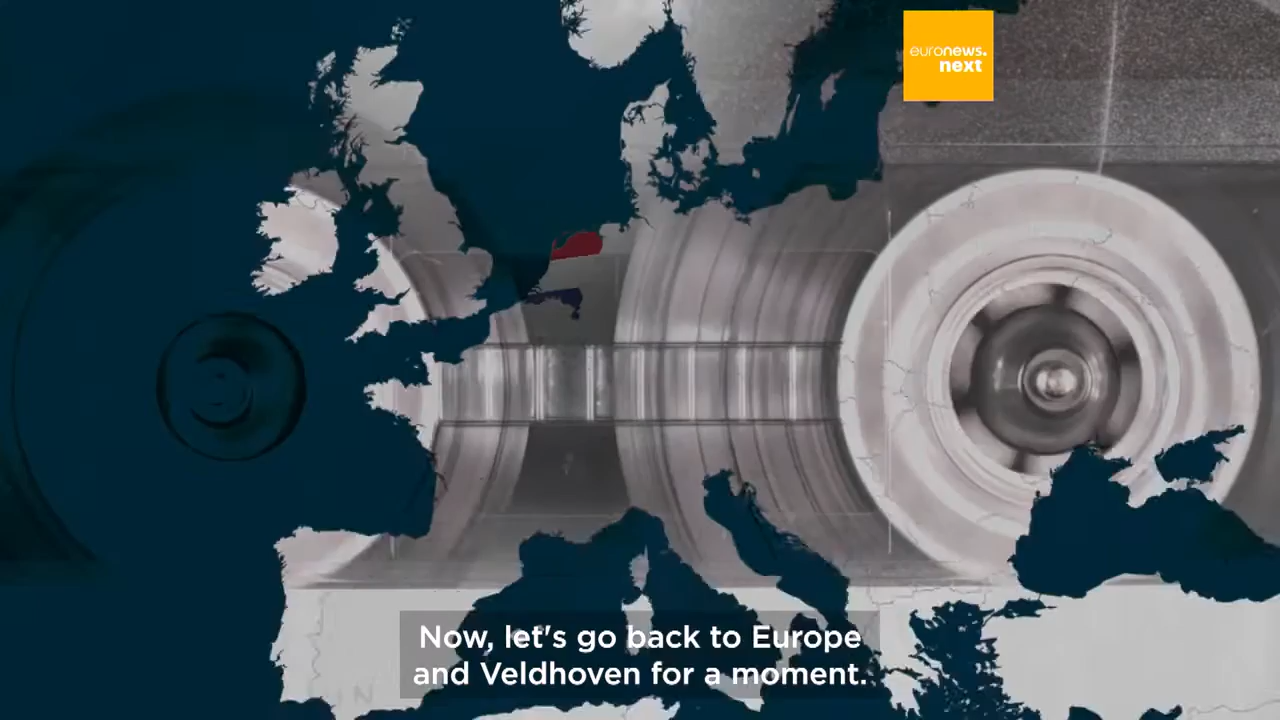 euronews.
next
Now, let's go back to Europe
and Veldhoven for a moment.